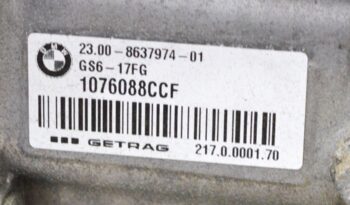 BMW
23.00-8637974-01
GS6-17FG
1076088CCF
GETRAG 217.0.0001.70